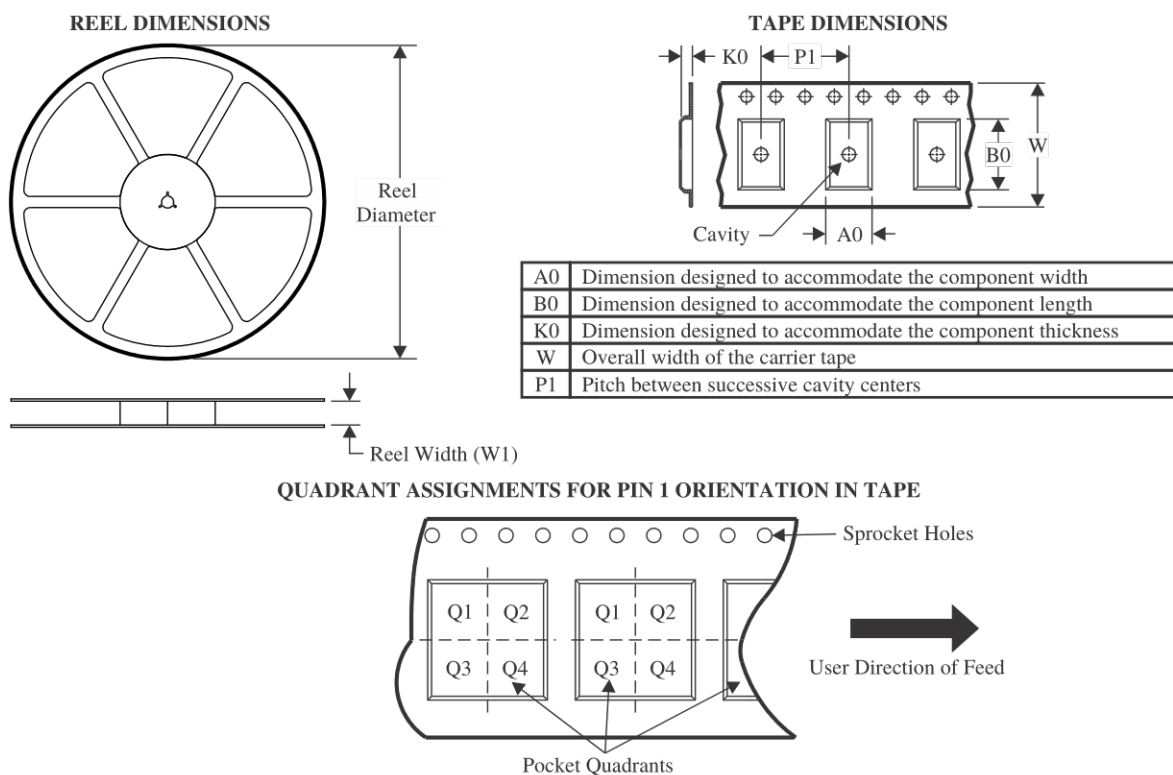 REEL DIMENSIONS
Reel
Diameter
Reel Width (W1)
TAPE DIMENSIONS
K0
P1
B0
W
Cavity
A0
A0 Dimension designed to accommodate the component width
B0 Dimension designed to accommodate the component length
K0 Dimension designed to accommodate the component thickness
W Overall width of the carrier tape
P1 Pitch between successive cavity centers
QUADRANT ASSIGNMENTS FOR PIN 1 ORIENTATION IN TAPE
Sprocket Holes
Q1 Q2 Q1 Q2
Q3 Q4 Q3 Q4
User Direction of Feed
Pocket Quadrants